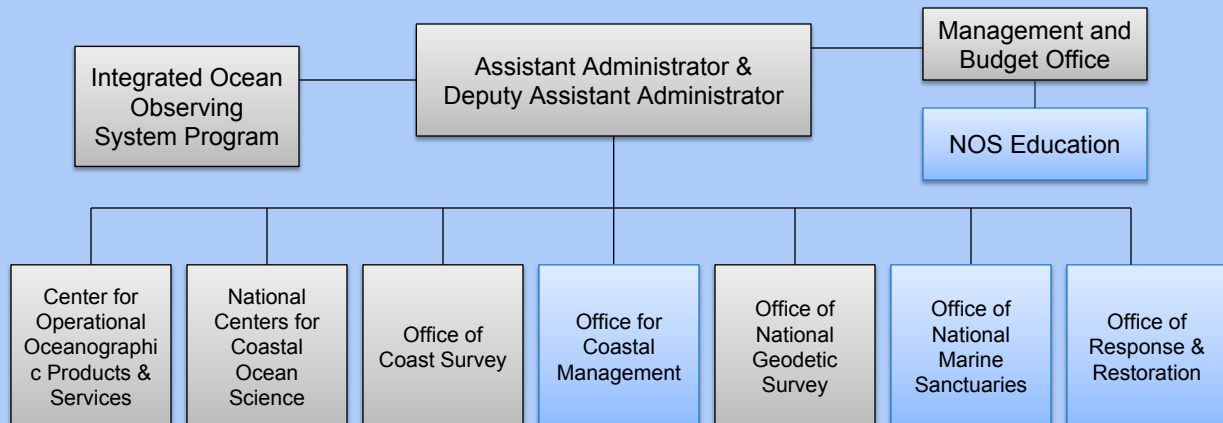 Integrated Ocean
Observing
System Program
Assistant Administrator &
Deputy Assistant Administrator
Management and
Budget Office
NOS Education
Center for
Operational
Oceanographi
c Products &
Services
National
Centers for
Coastal
Ocean
Science
Office of
Coast Survey
Office for
Coastal
Management
Office of
National
Geodetic
Survey
Office of
National
Marine
Sanctuaries
Office of
Response &
Restoration